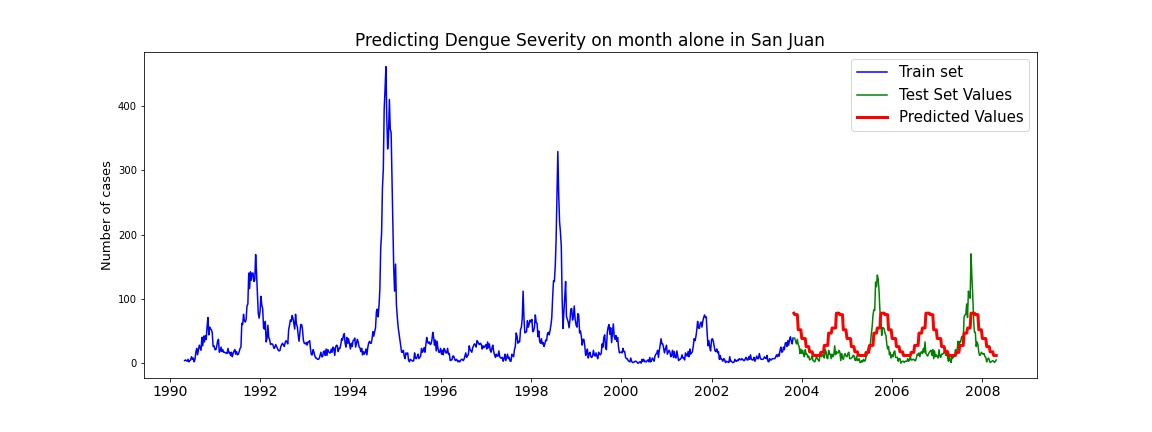 Predicting Dengue Severity on month alone in San Juan
Train set
Test Set Values
Predicted Values
Number of cases
400
300
200
100
0
1990 1992 1994 1996 1998 2000 2002 2004 2006 2008